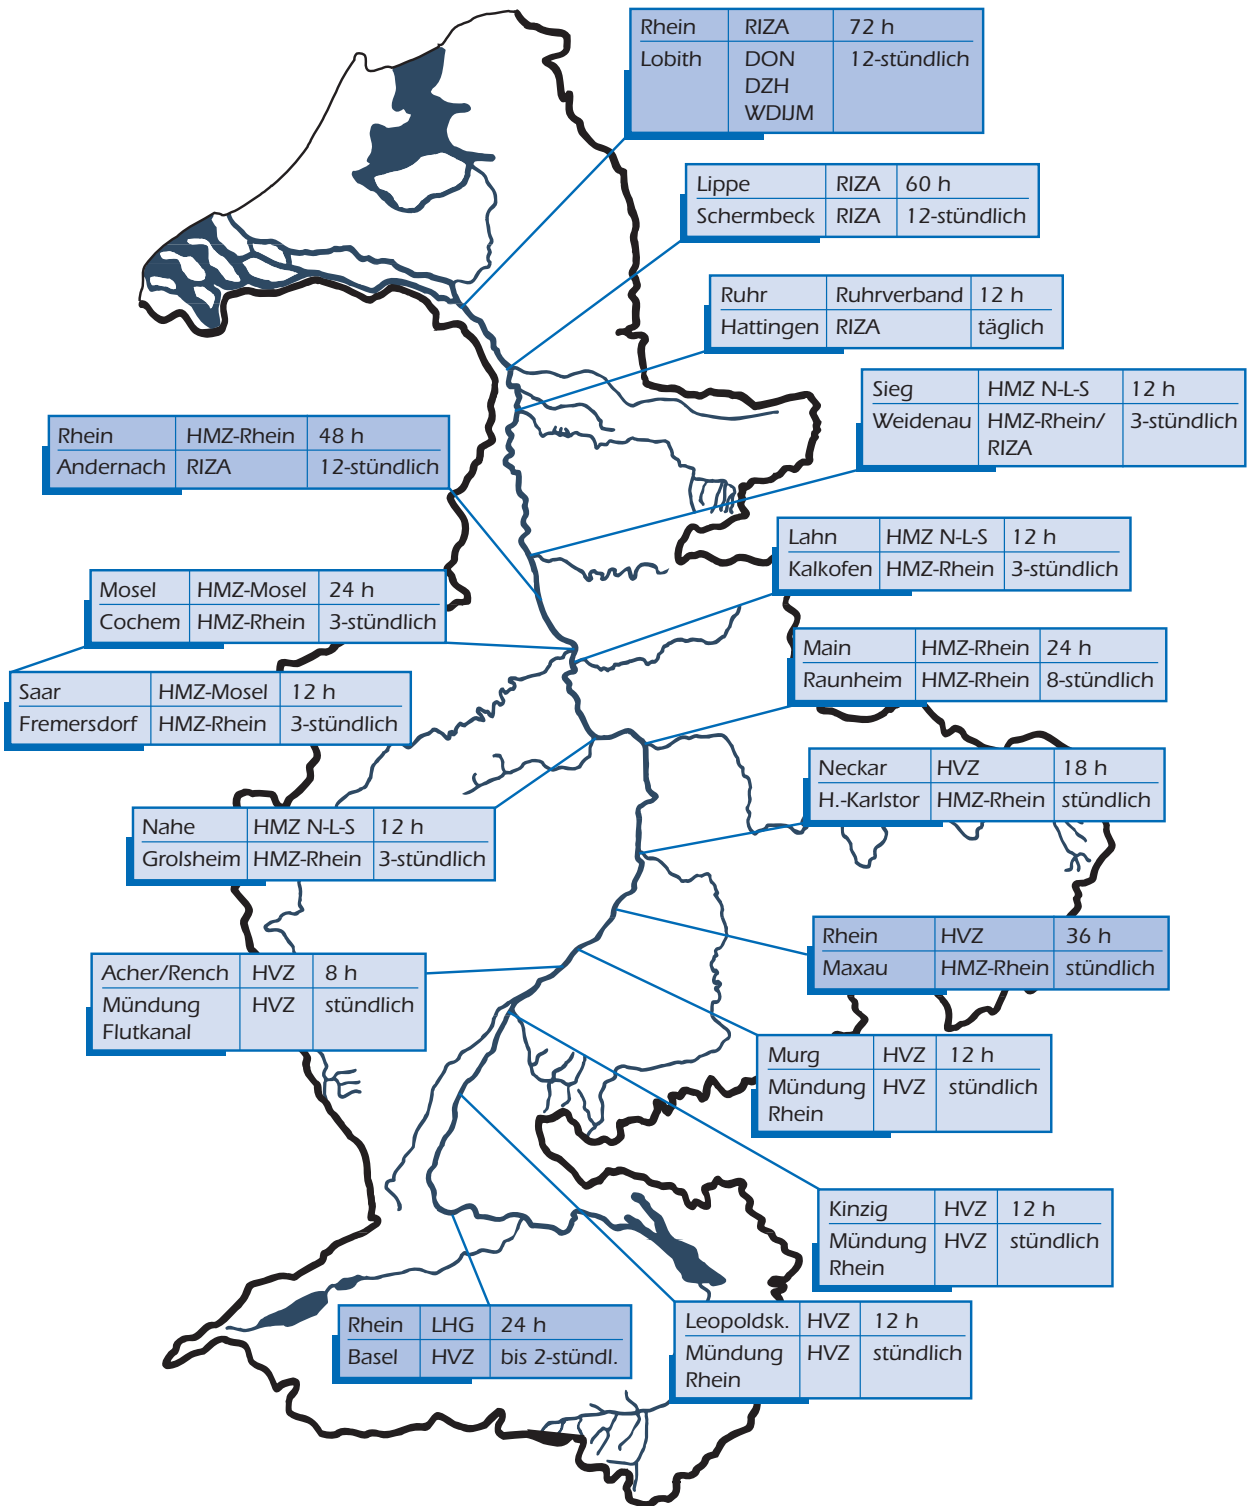 Rhein RIZA 72 h
Lobith DON 12-stündlich
DZH
WDIJM
Lippe RIZA 60 h
Schermbeck RIZA 12-stündlich
Ruhr Ruhrverband 12 h
Hattingen RIZA täglich
Sieg HMZ N-L-S 12 h
Weidenau HMZ-Rhein/ 3-stündlich
RIZA
Rhein HMZ-Rhein 48 h
Andernach RIZA 12-stündlich
Lahn HMZ N-L-S 12 h
Kalkofen HMZ-Rhein 3-stündlich
Mosel HMZ-Mosel 24 h
Cochem HMZ-Rhein 3-stündlich
Main HMZ-Rhein 24 h
Raunheim HMZ-Rhein 8-stündlich
Saar HMZ-Mosel 12 h
Fremersdorf HMZ-Rhein 3-stündlich
Neckar HVZ 18 h
H.-Karlstor HMZ-Rhein stündlich
Nahe HMZ N-L-S 12 h
Grolsheim HMZ-Rhein 3-stündlich
Rhein HVZ 36 h
Maxau HMZ-Rhein stündlich
Acher/Rench HVZ 8 h
Mündung HVZ stündlich
Flutkanal
Murg HVZ 12 h
Mündung HVZ stündlich
Rhein
Kinzig HVZ 12 h
Mündung HVZ stündlich
Rhein
Rhein LHG 24 h
Basel HVZ bis 2-stündl.
Leopoldsk. HVZ 12 h
Mündung HVZ stündlich
Rhein